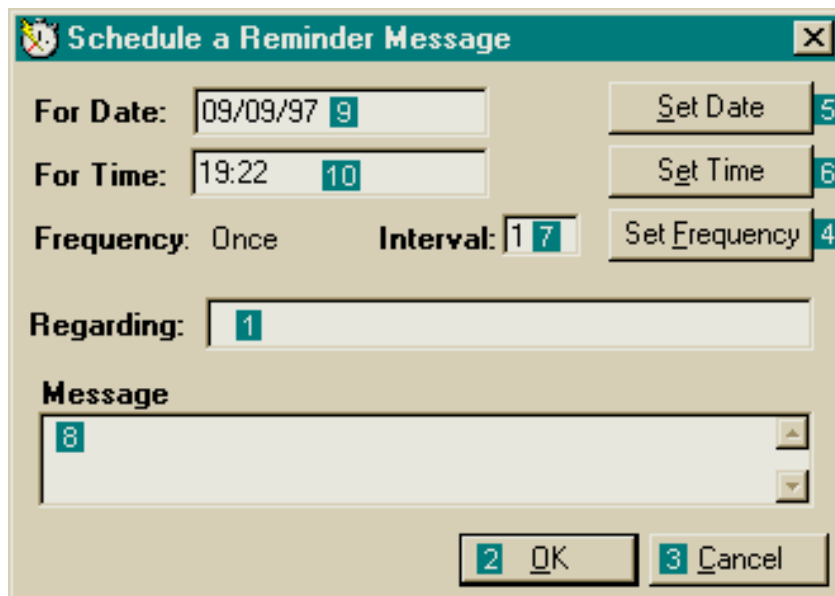 Schedule a Reminder Message
For Date: 09/09/97 9 Set Date 5
For Time: 19:22 10 Set Time 6
Frequency: Once Interval: 1 7 Set Frequency 4
Regarding: 1
Message
8
2 OK 3 Cancel